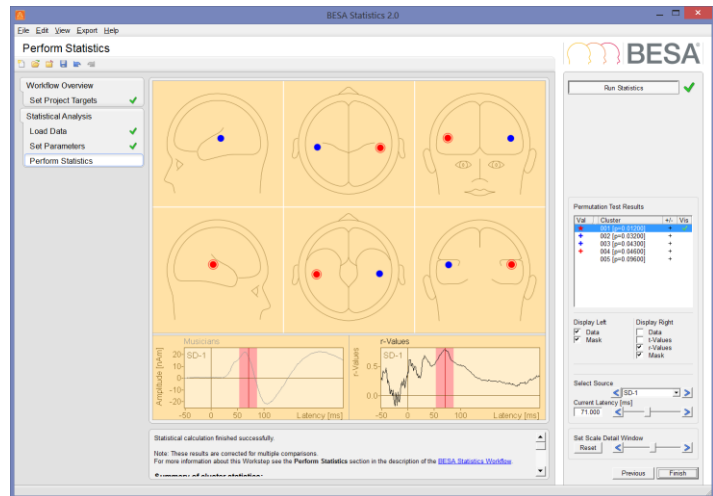 BESA Statistics 2.0
File Edit View Export Help
Perform Statistics
BESA
Workflow Overview
Set Project Targets
Statistical Analysis
Load Data
Set Parameters
Perform Statistics
Musicians
SD-1
Amplitude [nAm]
20
10
-0
-10
-20
-50 0 50 100 Latency [ms]
r-Values
SD-1
r-Values
0.5
0.0
-50 0 50 100 Latency [ms]
Statistical calculation finished successfully.
Note: These results are corrected for multiple comparisons.
For more information about this Workstep see the Perform Statistics section in the description of the BESA Statistics Workflow.
Summary of cluster statistics:
Run Statistics
Permutation Test Results
Val Cluster +/- Vis
001 [p=0.01200] +
002 [p=0.03200] +
003 [p=0.04300] +
004 [p=0.04600] +
005 [p=0.09600] +
Display Left Display Right
Data Data
Mask t-Values
r-Values
Mask
Select Source
SD-1
Current Latency [ms]
71.000
Set Scale Detail Window
Reset
Previous Finish